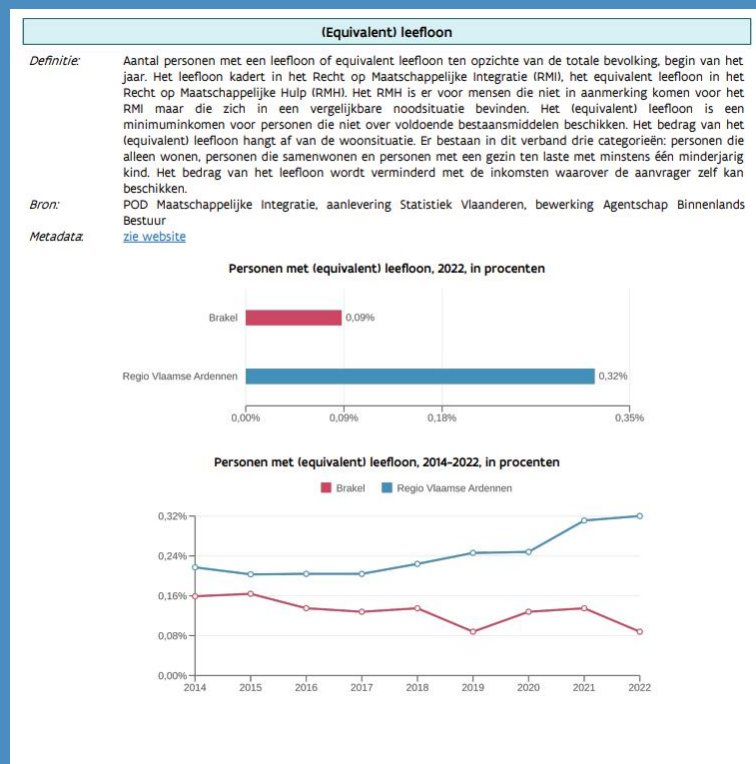 (Equivalent) leefloon
Definitie: Aantal personen met een leefloon of equivalent leefloon ten opzichte van de totale bevolking, begin van het
jaar. Het leefloon kadert in het Recht op Maatschappelijke Integratie (RMI), het equivalent leefloon in het
Recht op Maatschappelijke Hulp (RMH). Het RMH is er voor mensen die niet in aanmerking komen voor het
RMI maar die zich in een vergelijkbare noodsituatie bevinden. Het (equivalent) leefloon is een
minimuminkomen voor personen die niet over voldoende bestaansmiddelen beschikken. Het bedrag van het
(equivalent) leefloon hangt af van de woonsituatie. Er bestaan in dit verband drie categorieën: personen die
alleen wonen, personen die samenwonen en personen met een gezin ten laste met minstens één minderjarig
kind. Het bedrag van het leefloon wordt verminderd met de inkomsten waarover de aanvrager zelf kan
beschikken.
Bron: POD Maatschappelijke Integratie, aanlevering Statistiek Vlaanderen, bewerking Agentschap Binnenlands
Bestuur
Metadata: zie website
Personen met (equivalent) leefloon, 2022, in procenten
Brakel 0,09%
Regio Vlaamse Ardennen 0,32%
0,00% 0,09% 0,18% 0,35%
Personen met (equivalent) leefloon, 2014-2022, in procenten
Brakel Regio Vlaamse Ardennen
0,32%
0,24%
0,16%
0,08%
0,00%
2014 2015 2016 2017 2018 2019 2020 2021 2022